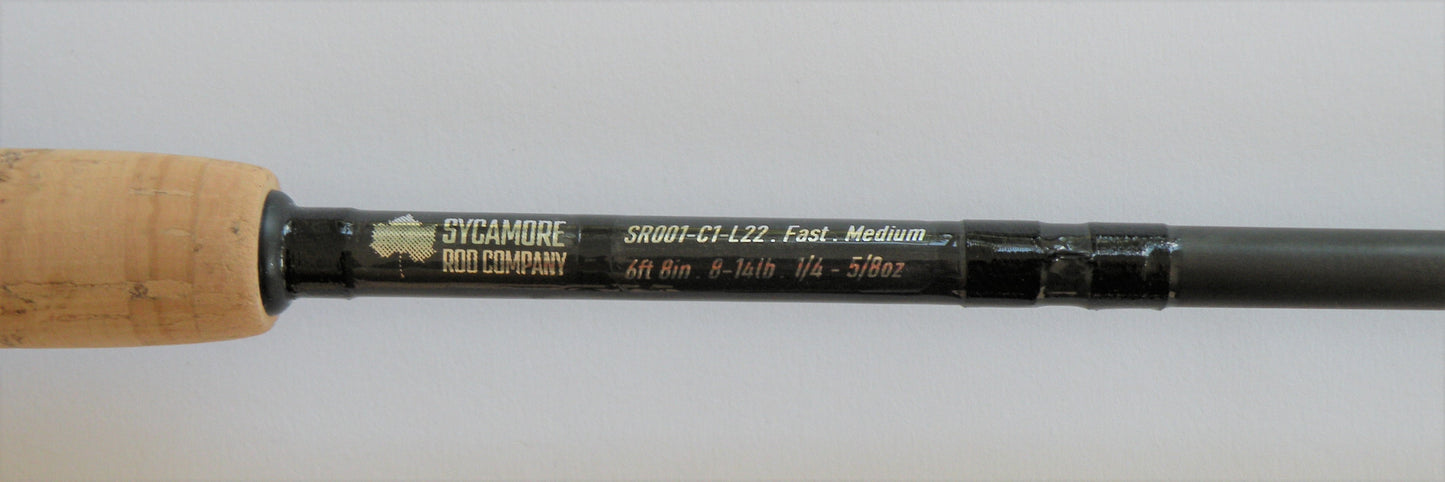 SYCAMORE
ROD COMPANY
SR001-C1-L22 . Fast . Medium
6ft 8in . 8-14lb 1/4 - 5/8oz